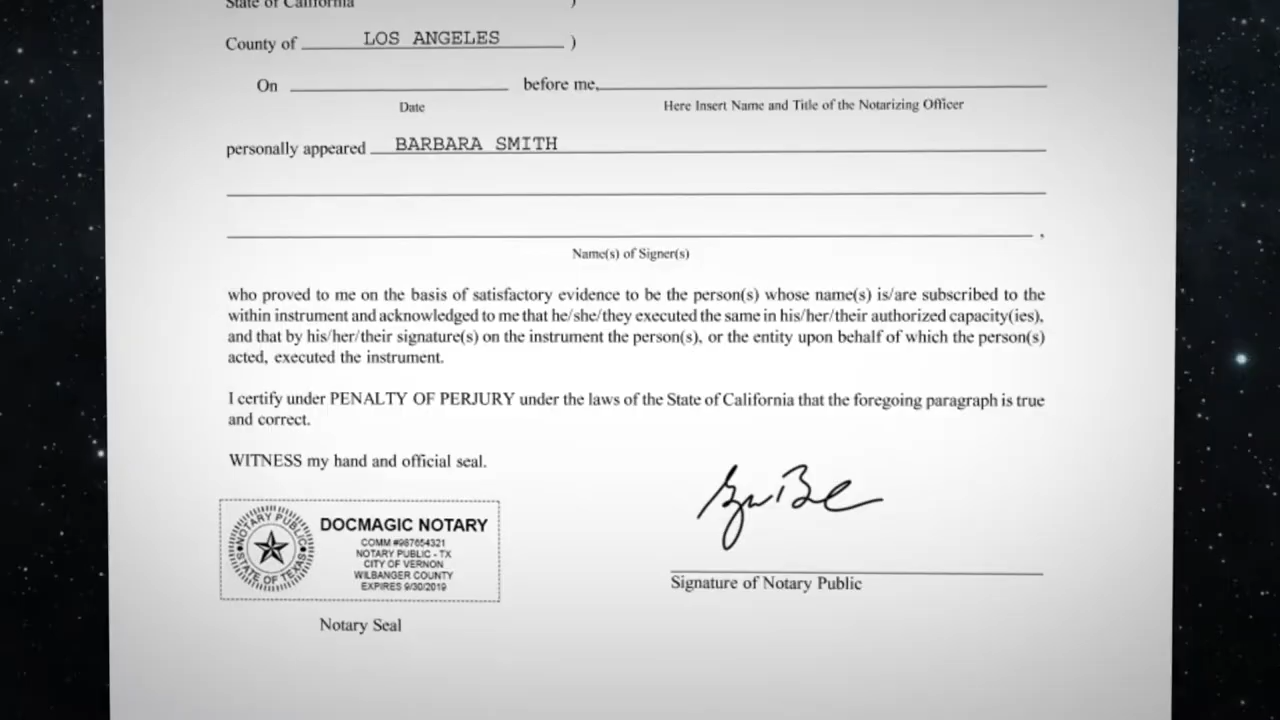 State of California )
County of LOS ANGELES )
On before me,
Date Here Insert Name and Title of the Notarizing Officer
personally appeared BARBARA SMITH
,
Name(s) of Signer(s)
who proved to me on the basis of satisfactory evidence to be the person(s) whose name(s) is/are subscribed to the
within instrument and acknowledged to me that he/she/they executed the same in his/her/their authorized capacity(ies),
and that by his/her/their signature(s) on the instrument the person(s), or the entity upon behalf of which the person(s)
acted, executed the instrument.
I certify under PENALTY OF PERJURY under the laws of the State of California that the foregoing paragraph is true
and correct.
WITNESS my hand and official seal.
NOTARY PUBLIC
STATE OF TEXAS
DOCMAGIC NOTARY
COMM #987654321
NOTARY PUBLIC - TX
CITY OF VERNON
WILBANGER COUNTY
EXPIRES 9/30/2019
Signature of Notary Public
Notary Seal